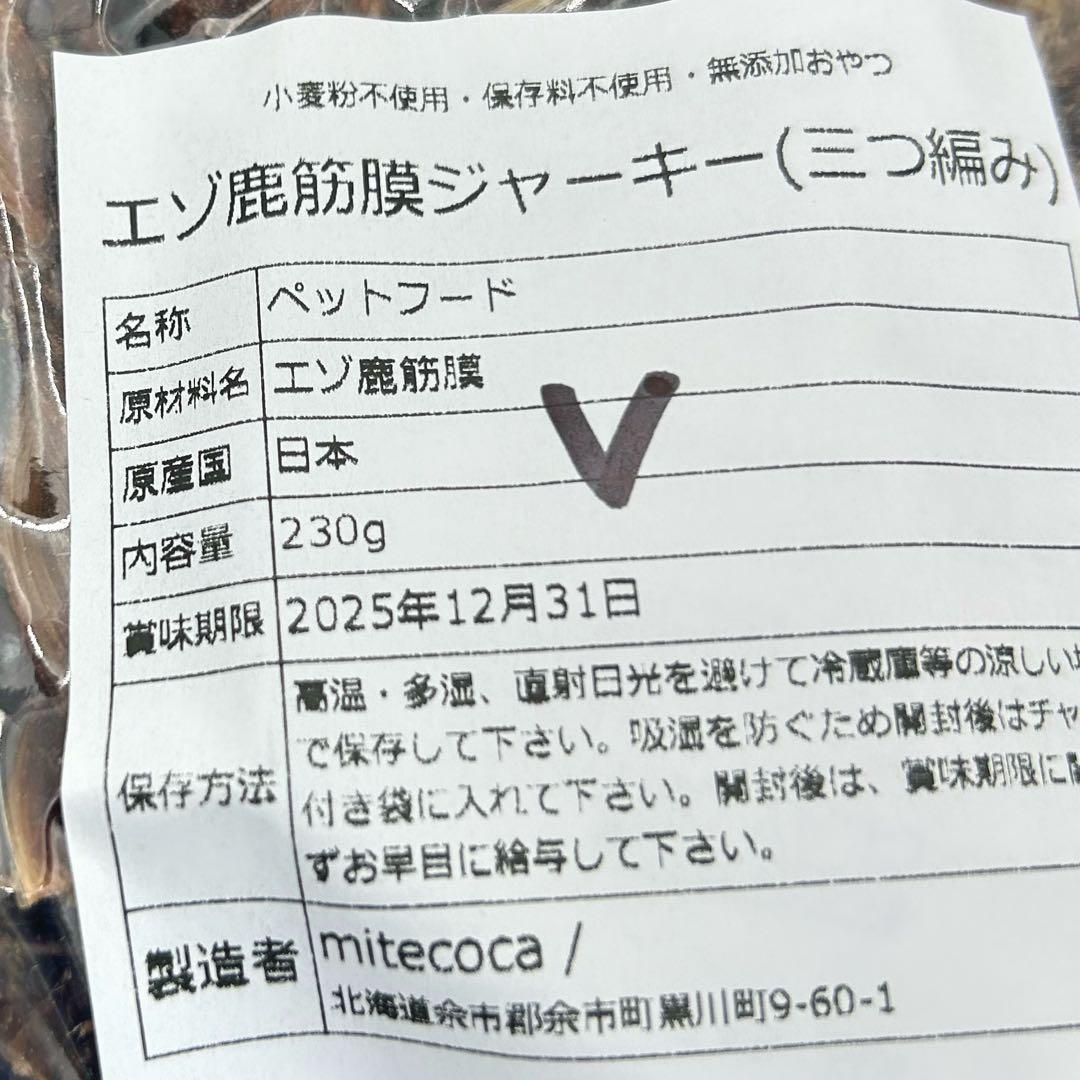 小麦粉不使用・保存料不使用・無添加おやつ
エゾ鹿筋膜ジャーキー(三つ編み)
名称 ペットフード
原材料名 エゾ鹿筋膜
原産国 日本
内容量 230g
賞味期限 2025年12月31日
保存方法 高温・多湿、直射日光を避けて冷蔵庫等の涼しい
で保存して下さい。吸湿を防ぐため開封後はチャ
付き袋に入れて下さい。開封後は、賞味期限に
ずお早目に給与して下さい。
製造者 mitecoca /
北海道余市郡余市町黒川町9-60-1
V